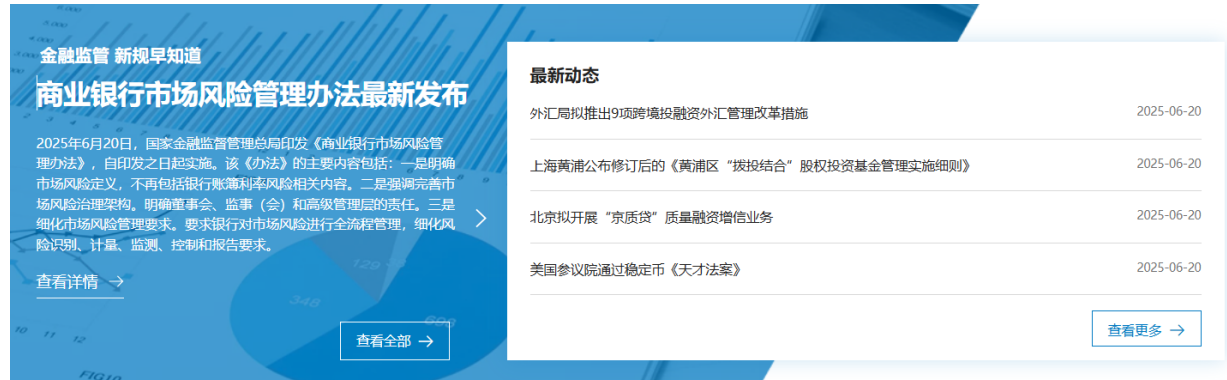 金融监管 新规早知道
商业银行市场风险管理办法最新发布
2025年6月20日，国家金融监督管理总局印发《商业银行市场风险管
理办法》，自印发之日起实施。该《办法》的主要内容包括：一是明确
市场风险定义，不再包括银行账簿利率风险相关内容。二是强调完善市
场风险治理架构。明确董事会、监事（会）和高级管理层的责任。三是
细化市场风险管理要求。要求银行对市场风险进行全流程管理，细化风
险识别、计量、监测、控制和报告要求。
查看详情 →
查看全部 →
129
348
698
10 11 12
FIG10
最新动态
外汇局拟推出9项跨境投融资外汇管理改革措施 2025-06-20
上海黄浦公布修订后的《黄浦区“拨投结合”股权投资基金管理实施细则》 2025-06-20
北京拟开展“京质贷”质量融资增信业务 2025-06-20
美国参议院通过稳定币《天才法案》 2025-06-20
查看更多 →